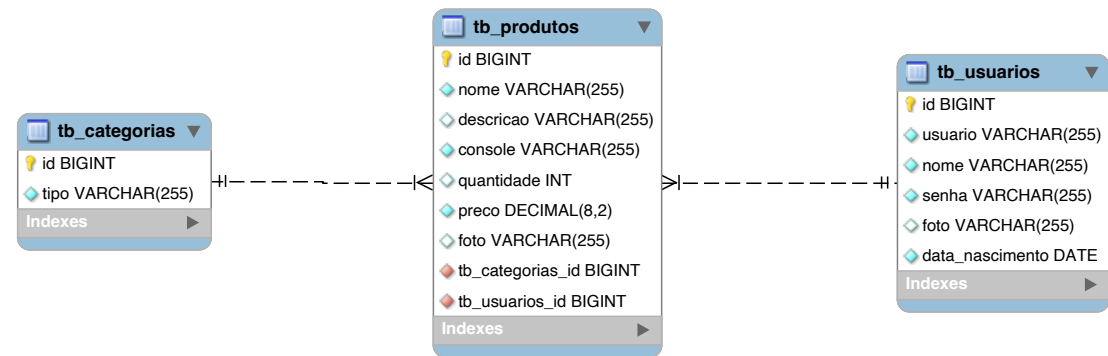 tb_categorias
id BIGINT
tipo VARCHAR(255)
Indexes
tb_produtos
id BIGINT
nome VARCHAR(255)
descricao VARCHAR(255)
console VARCHAR(255)
quantidade INT
preco DECIMAL(8,2)
foto VARCHAR(255)
tb_categorias_id BIGINT
tb_usuarios_id BIGINT
Indexes
tb_usuarios
id BIGINT
usuario VARCHAR(255)
nome VARCHAR(255)
senha VARCHAR(255)
foto VARCHAR(255)
data_nascimento DATE
Indexes